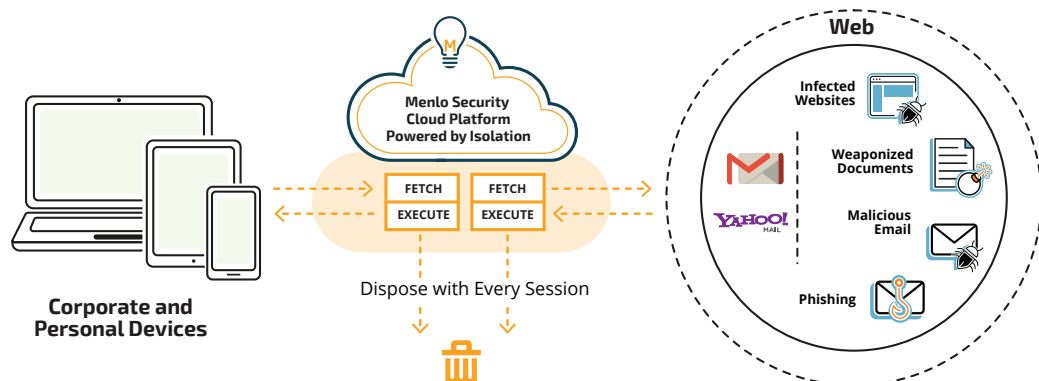 Web
M
Menlo Security
Cloud Platform
Powered by Isolation
Infected
Websites
Weaponized
Documents
FETCH
FETCH
EXECUTE
EXECUTE
YAHOO!
MAIL
Malicious
Email
Dispose with Every Session
Phishing
Corporate and
Personal Devices